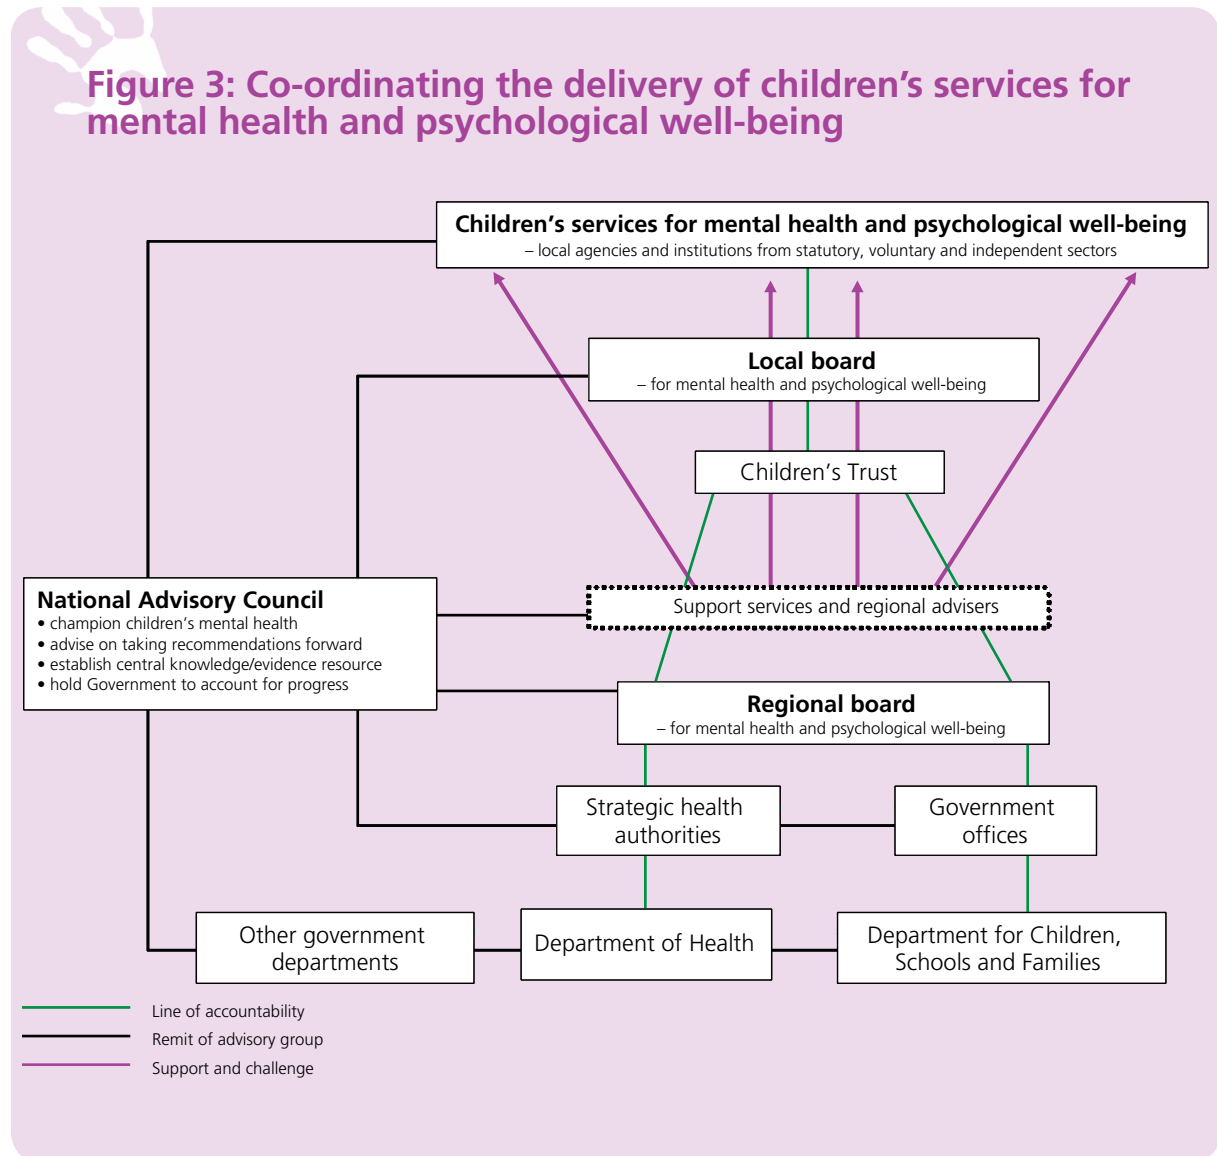 Figure 3: Co-ordinating the delivery of children’s services for
mental health and psychological well-being
Children’s services for mental health and psychological well-being
– local agencies and institutions from statutory, voluntary and independent sectors
Local board
– for mental health and psychological well-being
Children’s Trust
National Advisory Council
• champion children’s mental health
• advise on taking recommendations forward
• establish central knowledge/evidence resource
• hold Government to account for progress
Support services and regional advisers
Regional board
– for mental health and psychological well-being
Strategic health
authorities
Government
offices
Other government
departments
Department of Health
Department for Children,
Schools and Families
Line of accountability
Remit of advisory group
Support and challenge